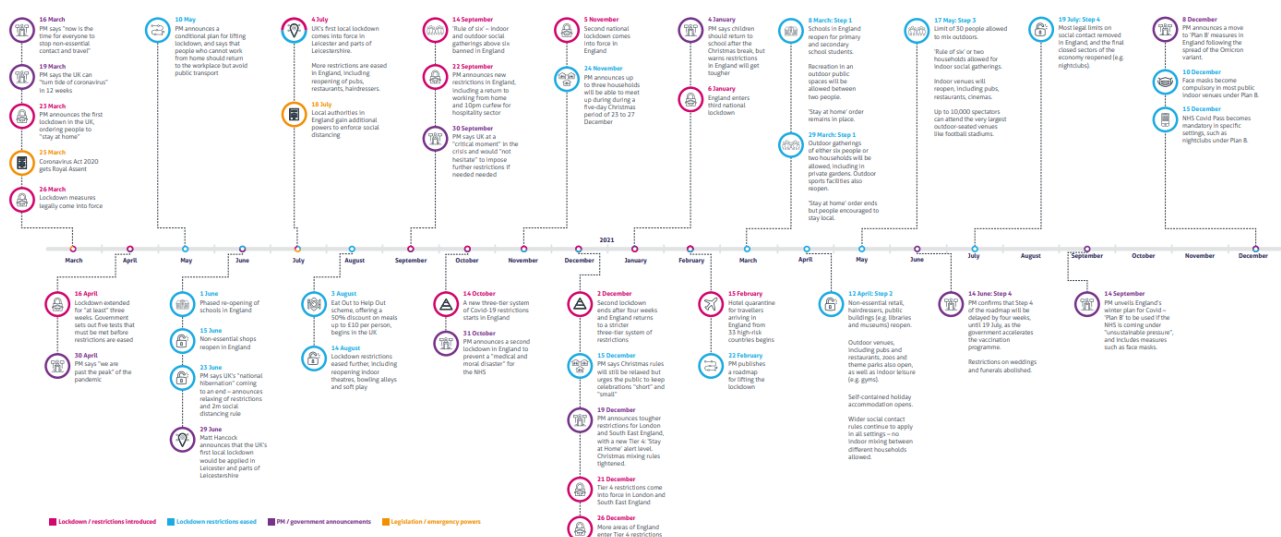 16 March
PM says "now is the
time for everyone to
stop non-essential
contact and travel"
19 March
PM says the UK can
"turn tide of coronavirus"
in 12 weeks
23 March
PM announces the first
lockdown in the UK,
ordering people to
"stay at home"
25 March
Coronavirus Act 2020
gets Royal Assent
26 March
Lockdown measures
legally come into force
10 May
PM announces a
conditional plan for lifting
lockdown, and says that
people who cannot work
from home should return
to the workplace but avoid
public transport
4 July
UK's first local lockdown
comes into force in
Leicester and parts of
Leicestershire.
More restrictions are eased
in England, including
reopening of pubs,
restaurants, hairdressers.
18 July
Local authorities in
England gain additional
powers to enforce social
distancing
14 September
'Rule of six' – indoor
and outdoor social
gatherings above six
banned in England
22 September
PM announces new
restrictions in England,
including a return to
working from home
and 10pm curfew for
hospitality sector
30 September
PM says UK at a
"critical moment" in the
crisis and would "not
hesitate" to impose
further restrictions if
needed needed
5 November
Second national
lockdown comes into
force in England
24 November
PM announces up
to three households
will be able to meet
up during during a
five-day Christmas
period of 23 to 27
December
4 January
PM says children
should return to
school after the
Christmas break, but
warns restrictions
in England will get
tougher
6 January
England enters
third national
lockdown
8 March: Step 1
Schools in England
reopen for primary
and secondary
school students.
Recreation in an
outdoor public
spaces will be
allowed between
two people.
'Stay at home' order
remains in place.
29 March: Step 1
Outdoor gatherings
of either six people or
two households will be
allowed, including in
private gardens. Outdoor
sports facilities also
reopen.
'Stay at home' order ends
but people encouraged to
stay local.
17 May: Step 3
Limit of 30 people allowed
to mix outdoors.
'Rule of six' or two
households allowed for
indoor social gatherings.
Indoor venues will
reopen, including pubs,
restaurants, cinemas.
Up to 10,000 spectators
can attend the very largest
outdoor-seated venues
like football stadiums.
19 July: Step 4
Most legal limits on
social contact removed
in England, and the final
closed sectors of the
economy reopened (e.g.
nightclubs).
8 December
PM announces a move
to 'Plan B' measures in
England following the
spread of the Omicron
variant.
10 December
Face masks become
compulsory in most public
indoor venues under Plan B.
15 December
NHS Covid Pass becomes
mandatory in specific
settings, such as
nightclubs under Plan B.
2021
March
April
May
June
July
August
September
October
November
December
January
February
March
April
May
June
July
August
September
October
November
December
16 April
Lockdown extended
for "at least" three
weeks. Government
sets out five tests that
must be met before
restrictions are eased
30 April
PM says "we are
past the peak" of the
pandemic
1 June
Phased re-opening of
schools in England
15 June
Non-essential shops
reopen in England
23 June
PM says UK's "national
hibernation" coming
to an end – announces
relaxing of restrictions
and 2m social
distancing rule
29 June
Matt Hancock
announces that the UK's
first local lockdown
would be applied in
Leicester and parts of
Leicestershire
3 August
Eat Out to Help Out
scheme, offering a
50% discount on meals
up to £10 per person,
begins in the UK
14 August
Lockdown restrictions
eased further, including
reopening indoor
theatres, bowling alleys
and soft play
14 October
A new three-tier system
of Covid-19 restrictions
starts in England
31 October
PM announces a second
lockdown in England to
prevent a "medical and
moral disaster" for
the NHS
2 December
Second lockdown
ends after four weeks
and England returns
to a stricter
three-tier system of
restrictions
15 December
PM says Christmas rules
will still be relaxed but
urges the public to keep
celebrations "short" and
"small"
19 December
PM announces tougher
restrictions for London
and South East England,
with a new Tier 4: 'Stay
at Home' alert level.
Christmas mixing rules
tightened.
21 December
Tier 4 restrictions come
into force in London and
South East England
26 December
More areas of England
enter Tier 4 restrictions
15 February
Hotel quarantine
for travellers
arriving in
England from
33 high-risk
countries begins
22 February
PM publishes
a roadmap
for lifting the
lockdown
12 April: Step 2
Non-essential retail,
hairdressers, public
buildings (e.g. libraries
and museums) reopen.
Outdoor venues,
including pubs and
restaurants, zoos and
theme parks also open,
as well as indoor leisure
(e.g. gyms).
Self-contained holiday
accommodation opens.
Wider social contact
rules continue to apply
in all settings – no
indoor mixing between
different households
allowed.
14 June: Step 4
PM confirms that Step 4
of the roadmap will be
delayed by four weeks,
until 19 July, as the
government accelerates
the vaccination
programme.
Restrictions on weddings
and funerals abolished.
14 September
PM unveils England's
winter plan for Covid –
'Plan B' to be used if the
NHS is coming under
"unsustainable pressure",
and includes measures
such as face masks.
Lockdown / restrictions introduced
Lockdown restrictions eased
PM / government announcements
Legislation / emergency powers